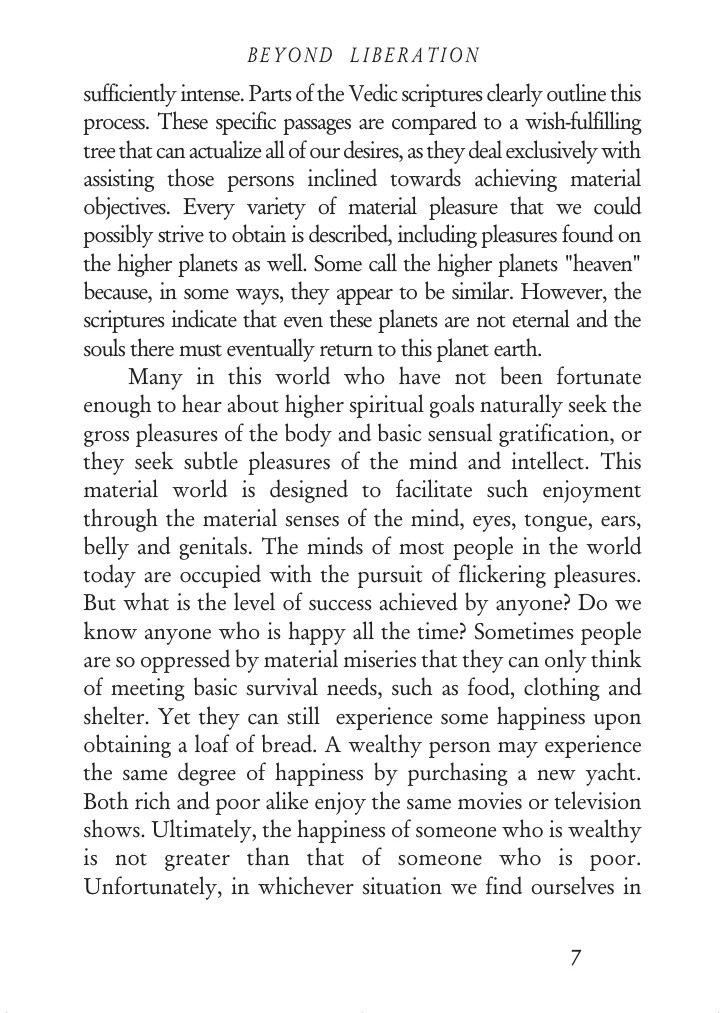 BEYOND LIBERATION
sufficiently intense. Parts of the Vedic scriptures clearly outline this
process. These specific passages are compared to a wish-fulfilling
tree that can actualize all of our desires, as they deal exclusively with
assisting those persons inclined towards achieving material
objectives. Every variety of material pleasure that we could
possibly strive to obtain is described, including pleasures found on
the higher planets as well. Some call the higher planets "heaven"
because, in some ways, they appear to be similar. However, the
scriptures indicate that even these planets are not eternal and the
souls there must eventually return to this planet earth.
Many in this world who have not been fortunate
enough to hear about higher spiritual goals naturally seek the
gross pleasures of the body and basic sensual gratification, or
they seek subtle pleasures of the mind and intellect. This
material world is designed to facilitate such enjoyment
through the material senses of the mind, eyes, tongue, ears,
belly and genitals. The minds of most people in the world
today are occupied with the pursuit of flickering pleasures.
But what is the level of success achieved by anyone? Do we
know anyone who is happy all the time? Sometimes people
are so oppressed by material miseries that they can only think
of meeting basic survival needs, such as food, clothing and
shelter. Yet they can still experience some happiness upon
obtaining a loaf of bread. A wealthy person may experience
the same degree of happiness by purchasing a new yacht.
Both rich and poor alike enjoy the same movies or television
shows. Ultimately, the happiness of someone who is wealthy
is not greater than that of someone who is poor.
Unfortunately, in whichever situation we find ourselves in
7